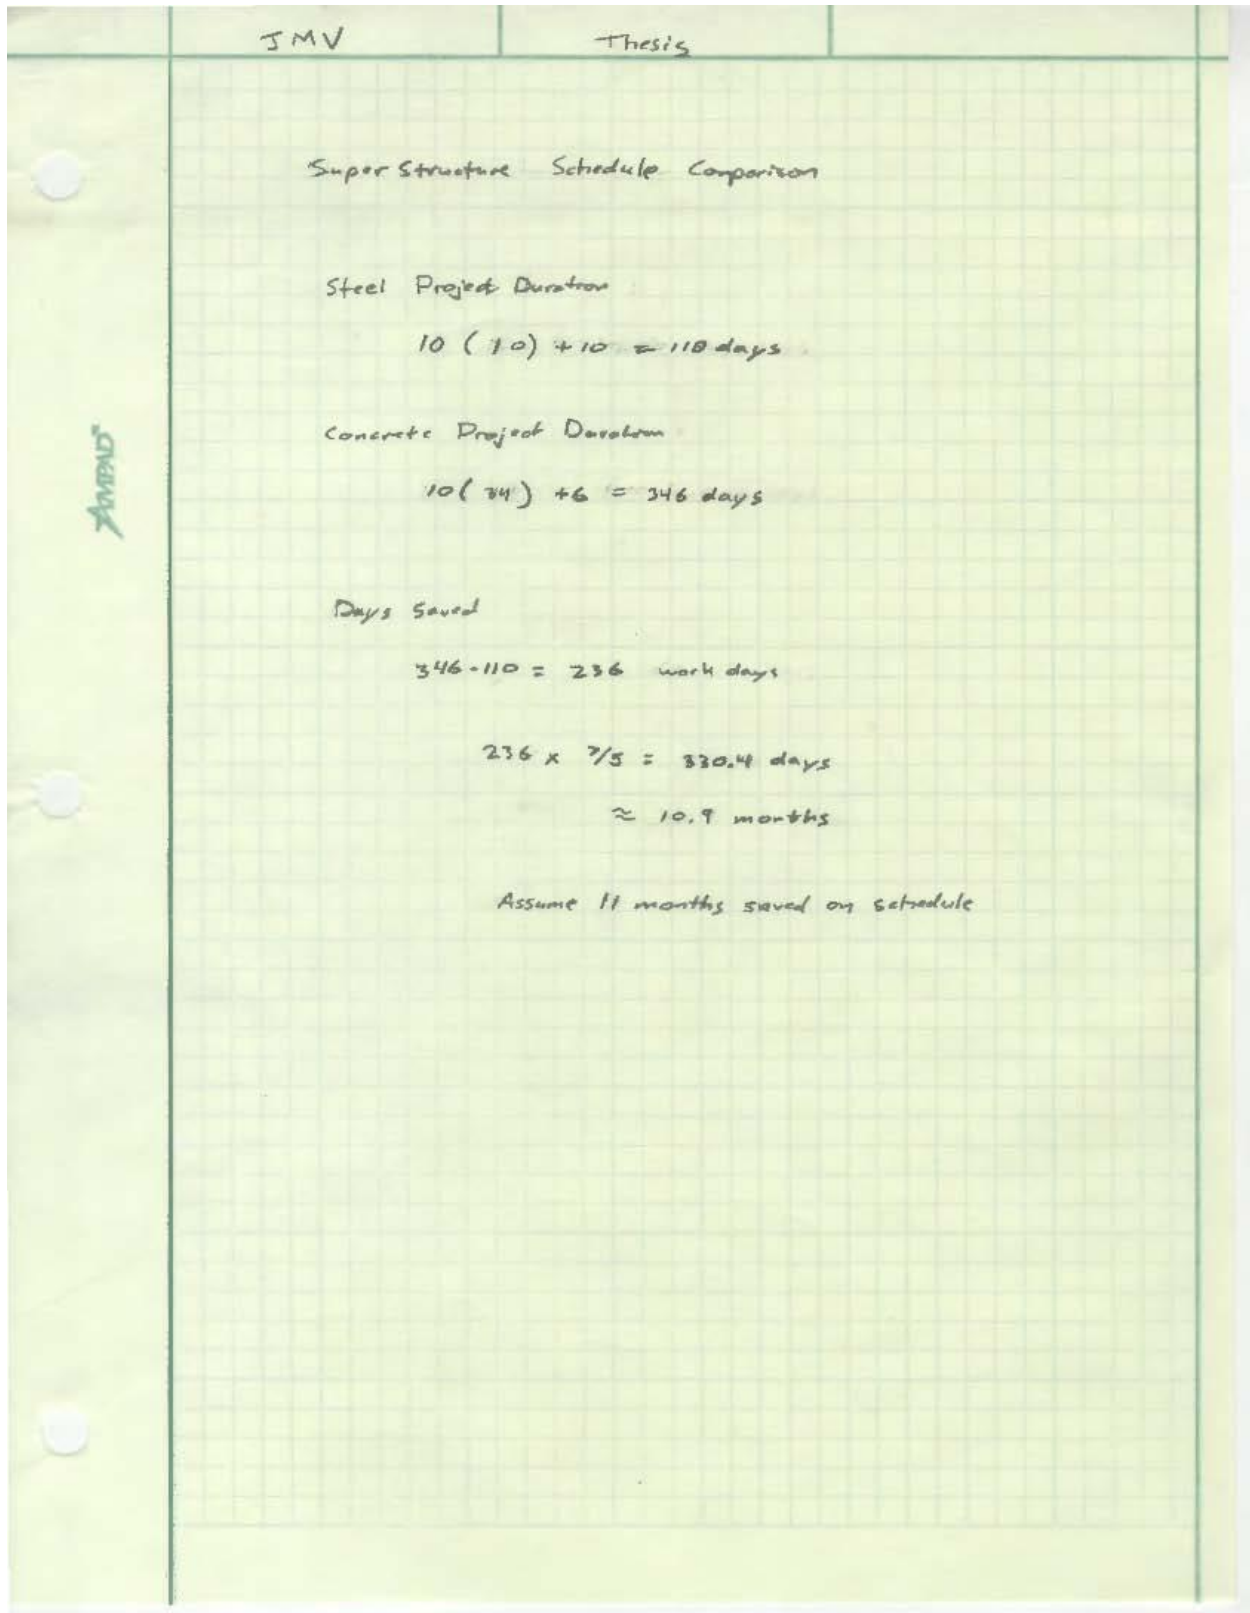 JMV Thesis
Super Structure Schedule Comparison
Steel Project Duration
10 (10) + 10 = 110 days
Concrete Project Duration
10 (34) + 6 = 346 days
AMPAD
Days Saved
346 - 110 = 236 work days
236 x 7/5 = 330.4 days
≈ 10.9 months
Assume 11 months saved on schedule